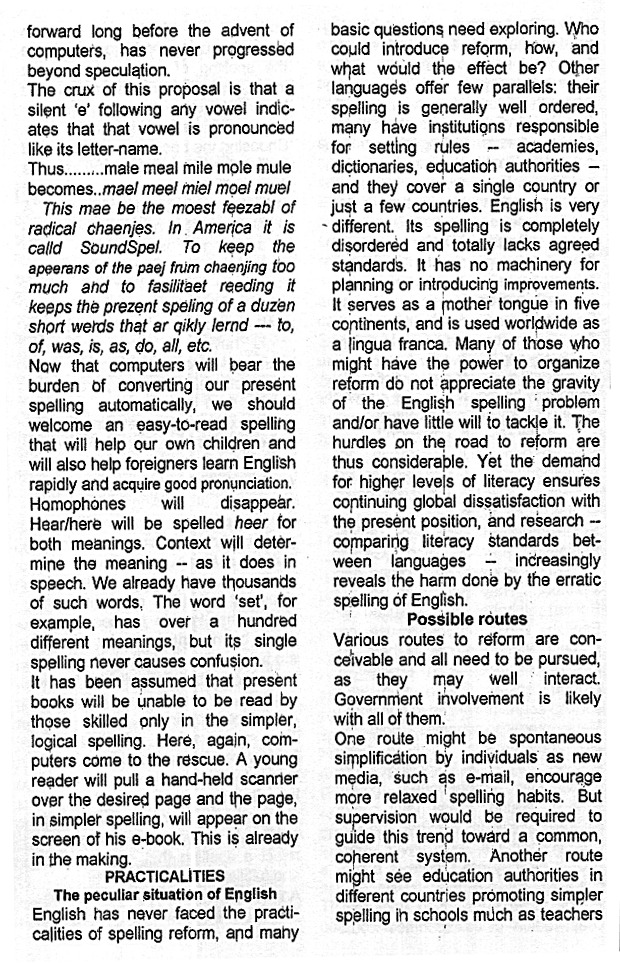 forward long before the advent of
computers, has never progressed
beyond speculation.
The crux of this proposal is that a
silent 'e' following any vowel indic-
ates that that vowel is pronounced
like its letter-name.
Thus.........male meal mile mole mule
becomes..mael meel miel moel muel
This mae be the moest feezabl of
radical chaenjes. In America it is
calld SoundSpel. To keep the
apeerans of the paej frum chaenjing too
much and to fasilitaet reeding it
keeps the prezent speling of a duzen
short werds that ar qikly lernd --- to,
of, was, is, as, do, all, etc.
Now that computers will bear the
burden of converting our present
spelling automatically, we should
welcome an easy-to-read spelling
that will help our own children and
will also help foreigners learn English
rapidly and acquire good pronunciation.
Homophones will disappear.
Hear/here will be spelled heer for
both meanings. Context will deter-
mine the meaning -- as it does in
speech. We already have thousands
of such words. The word 'set', for
example, has over a hundred
different meanings, but its single
spelling never causes confusion.
It has been assumed that present
books will be unable to be read by
those skilled only in the simpler,
logical spelling. Here, again, com-
puters come to the rescue. A young
reader will pull a hand-held scanner
over the desired page and the page,
in simpler spelling, will appear on the
screen of his e-book. This is already
in the making.
PRACTICALITIES
The peculiar situation of English
English has never faced the practi-
calities of spelling reform, and many
basic questions need exploring. Who
could introduce reform, how, and
what would the effect be? Other
languages offer few parallels: their
spelling is generally well ordered,
many have institutions responsible
for setting rules – academies,
dictionaries, education authorities –
and they cover a single country or
just a few countries. English is very
different. Its spelling is completely
disordered and totally lacks agreed
standards. It has no machinery for
planning or introducing improvements.
It serves as a mother tongue in five
continents, and is used worldwide as
a lingua franca. Many of those who
might have the power to organize
reform do not appreciate the gravity
of the English spelling problem
and/or have little will to tackle it. The
hurdles on the road to reform are
thus considerable. Yet the demand
for higher levels of literacy ensures
continuing global dissatisfaction with
the present position, and research –
comparing literacy standards bet-
ween languages – increasingly
reveals the harm done by the erratic
spelling of English.
Possible routes
Various routes to reform are con-
ceivable and all need to be pursued,
as they may well interact.
Government involvement is likely
with all of them.
One route might be spontaneous
simplification by individuals as new
media, such as e-mail, encourage
more relaxed spelling habits. But
supervision would be required to
guide this trend toward a common,
coherent system. Another route
might see education authorities in
different countries promoting simpler
spelling in schools much as teachers